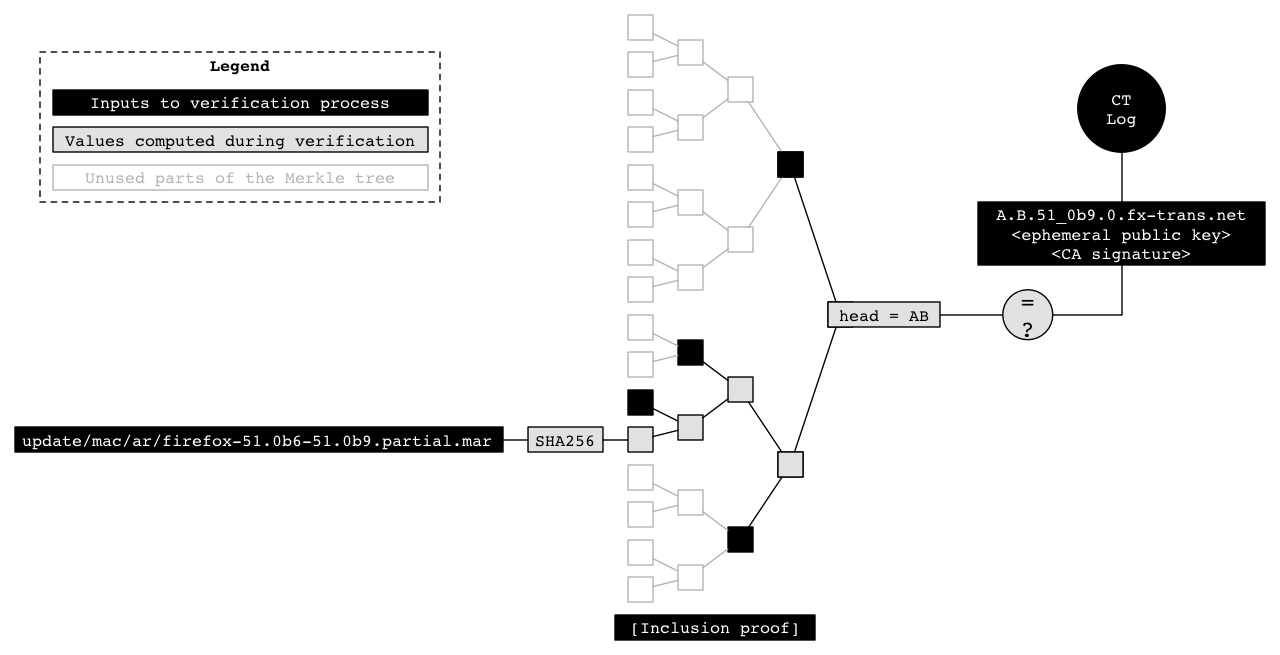 Legend
Inputs to verification process
Values computed during verification
Unused parts of the Merkle tree
CT
Log
A.B.51_0b9.0.fx-trans.net
<ephemeral public key>
<CA signature>
head = AB
=
?
update/mac/ar/firefox-51.0b6-51.0b9.partial.mar
SHA256
[Inclusion proof]